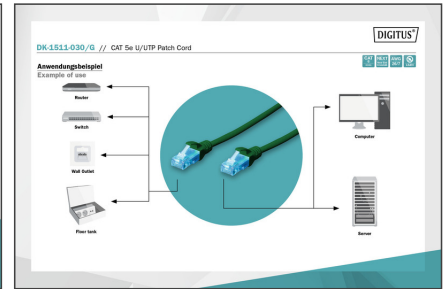 DIGITUS®
DK-1511-030/G // CAT 5e U/UTP Patch Cord
Anwendungsbeispiel
Example of use
Router
Switch
Wall Outlet
Floor tank
Computer
Server